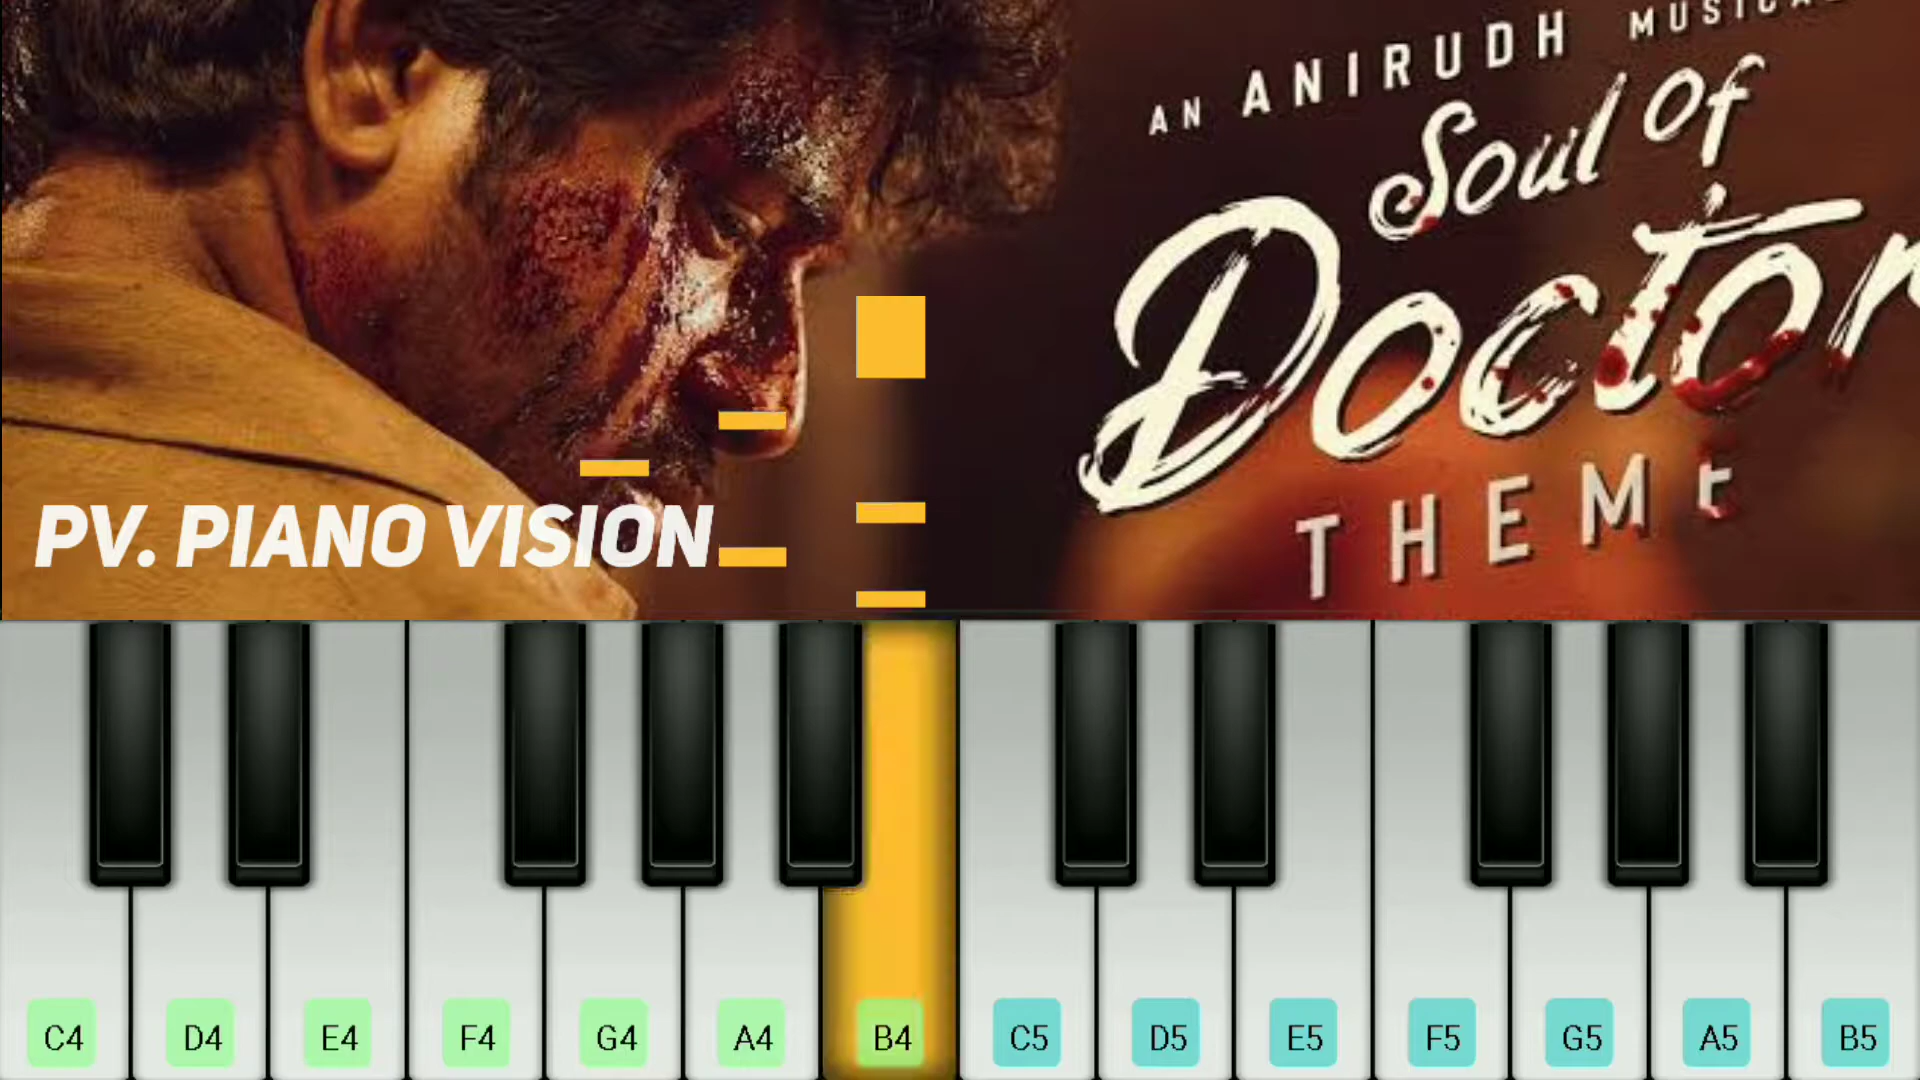 AN ANIRUDH MUSICAL
Soul Of
Doctor
THEME
PV. PIANO VISION
C4 D4 E4 F4 G4 A4 B4 C5 D5 E5 F5 G5 A5 B5